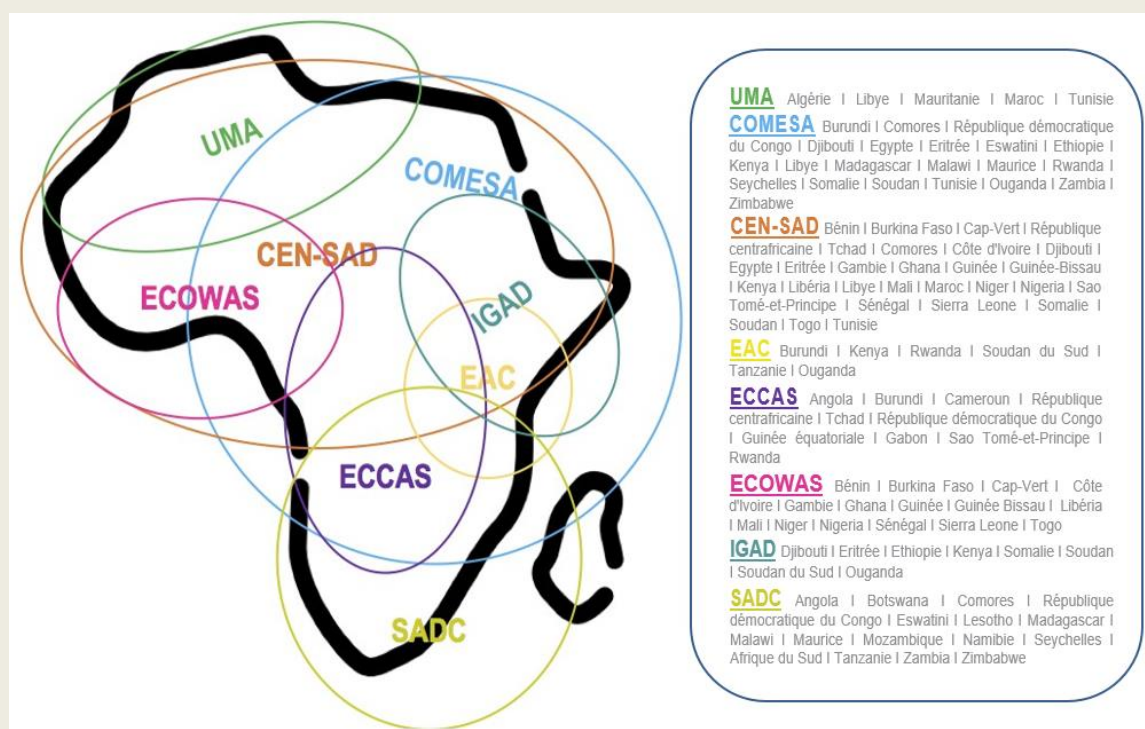 UMA
COMESA
CEN-SAD
ECOWAS
IGAD
EAC
ECCAS
SADC
UMA Algérie I Libye I Mauritanie I Maroc I Tunisie
COMESA Burundi I Comores I République démocratique
du Congo I Djibouti I Egypte I Eritrée I Eswatini I Ethiopie I
Kenya I Libye I Madagascar I Malawi I Maurice I Rwanda I
Seychelles I Somalie I Soudan I Tunisie I Ouganda I Zambia I
Zimbabwe
CEN-SAD Bénin I Burkina Faso I Cap-Vert I République
centrafricaine I Tchad I Comores I Côte d'Ivoire I Djibouti I
Egypte I Eritrée I Gambie I Ghana I Guinée I Guinée-Bissau
I Kenya I Libéria I Libye I Mali I Maroc I Niger I Nigeria I Sao
Tomé-et-Principe I Sénégal I Sierra Leone I Somalie I
Soudan I Togo I Tunisie
EAC Burundi I Kenya I Rwanda I Soudan du Sud I
Tanzanie I Ouganda
ECCAS Angola I Burundi I Cameroun I République
centrafricaine I Tchad I République démocratique du Congo
I Guinée équatoriale I Gabon I Sao Tomé-et-Principe I
Rwanda
ECOWAS Bénin I Burkina Faso I Cap-Vert I Côte
d'Ivoire I Gambie I Ghana I Guinée I Guinée Bissau I Libéria
I Mali I Niger I Nigeria I Sénégal I Sierra Leone I Togo
IGAD Djibouti I Eritrée I Ethiopie I Kenya I Somalie I Soudan
I Soudan du Sud I Ouganda
SADC Angola I Botswana I Comores I République
démocratique du Congo I Eswatini I Lesotho I Madagascar I
Malawi I Maurice I Mozambique I Namibie I Seychelles I
Afrique du Sud I Tanzanie I Zambia I Zimbabwe